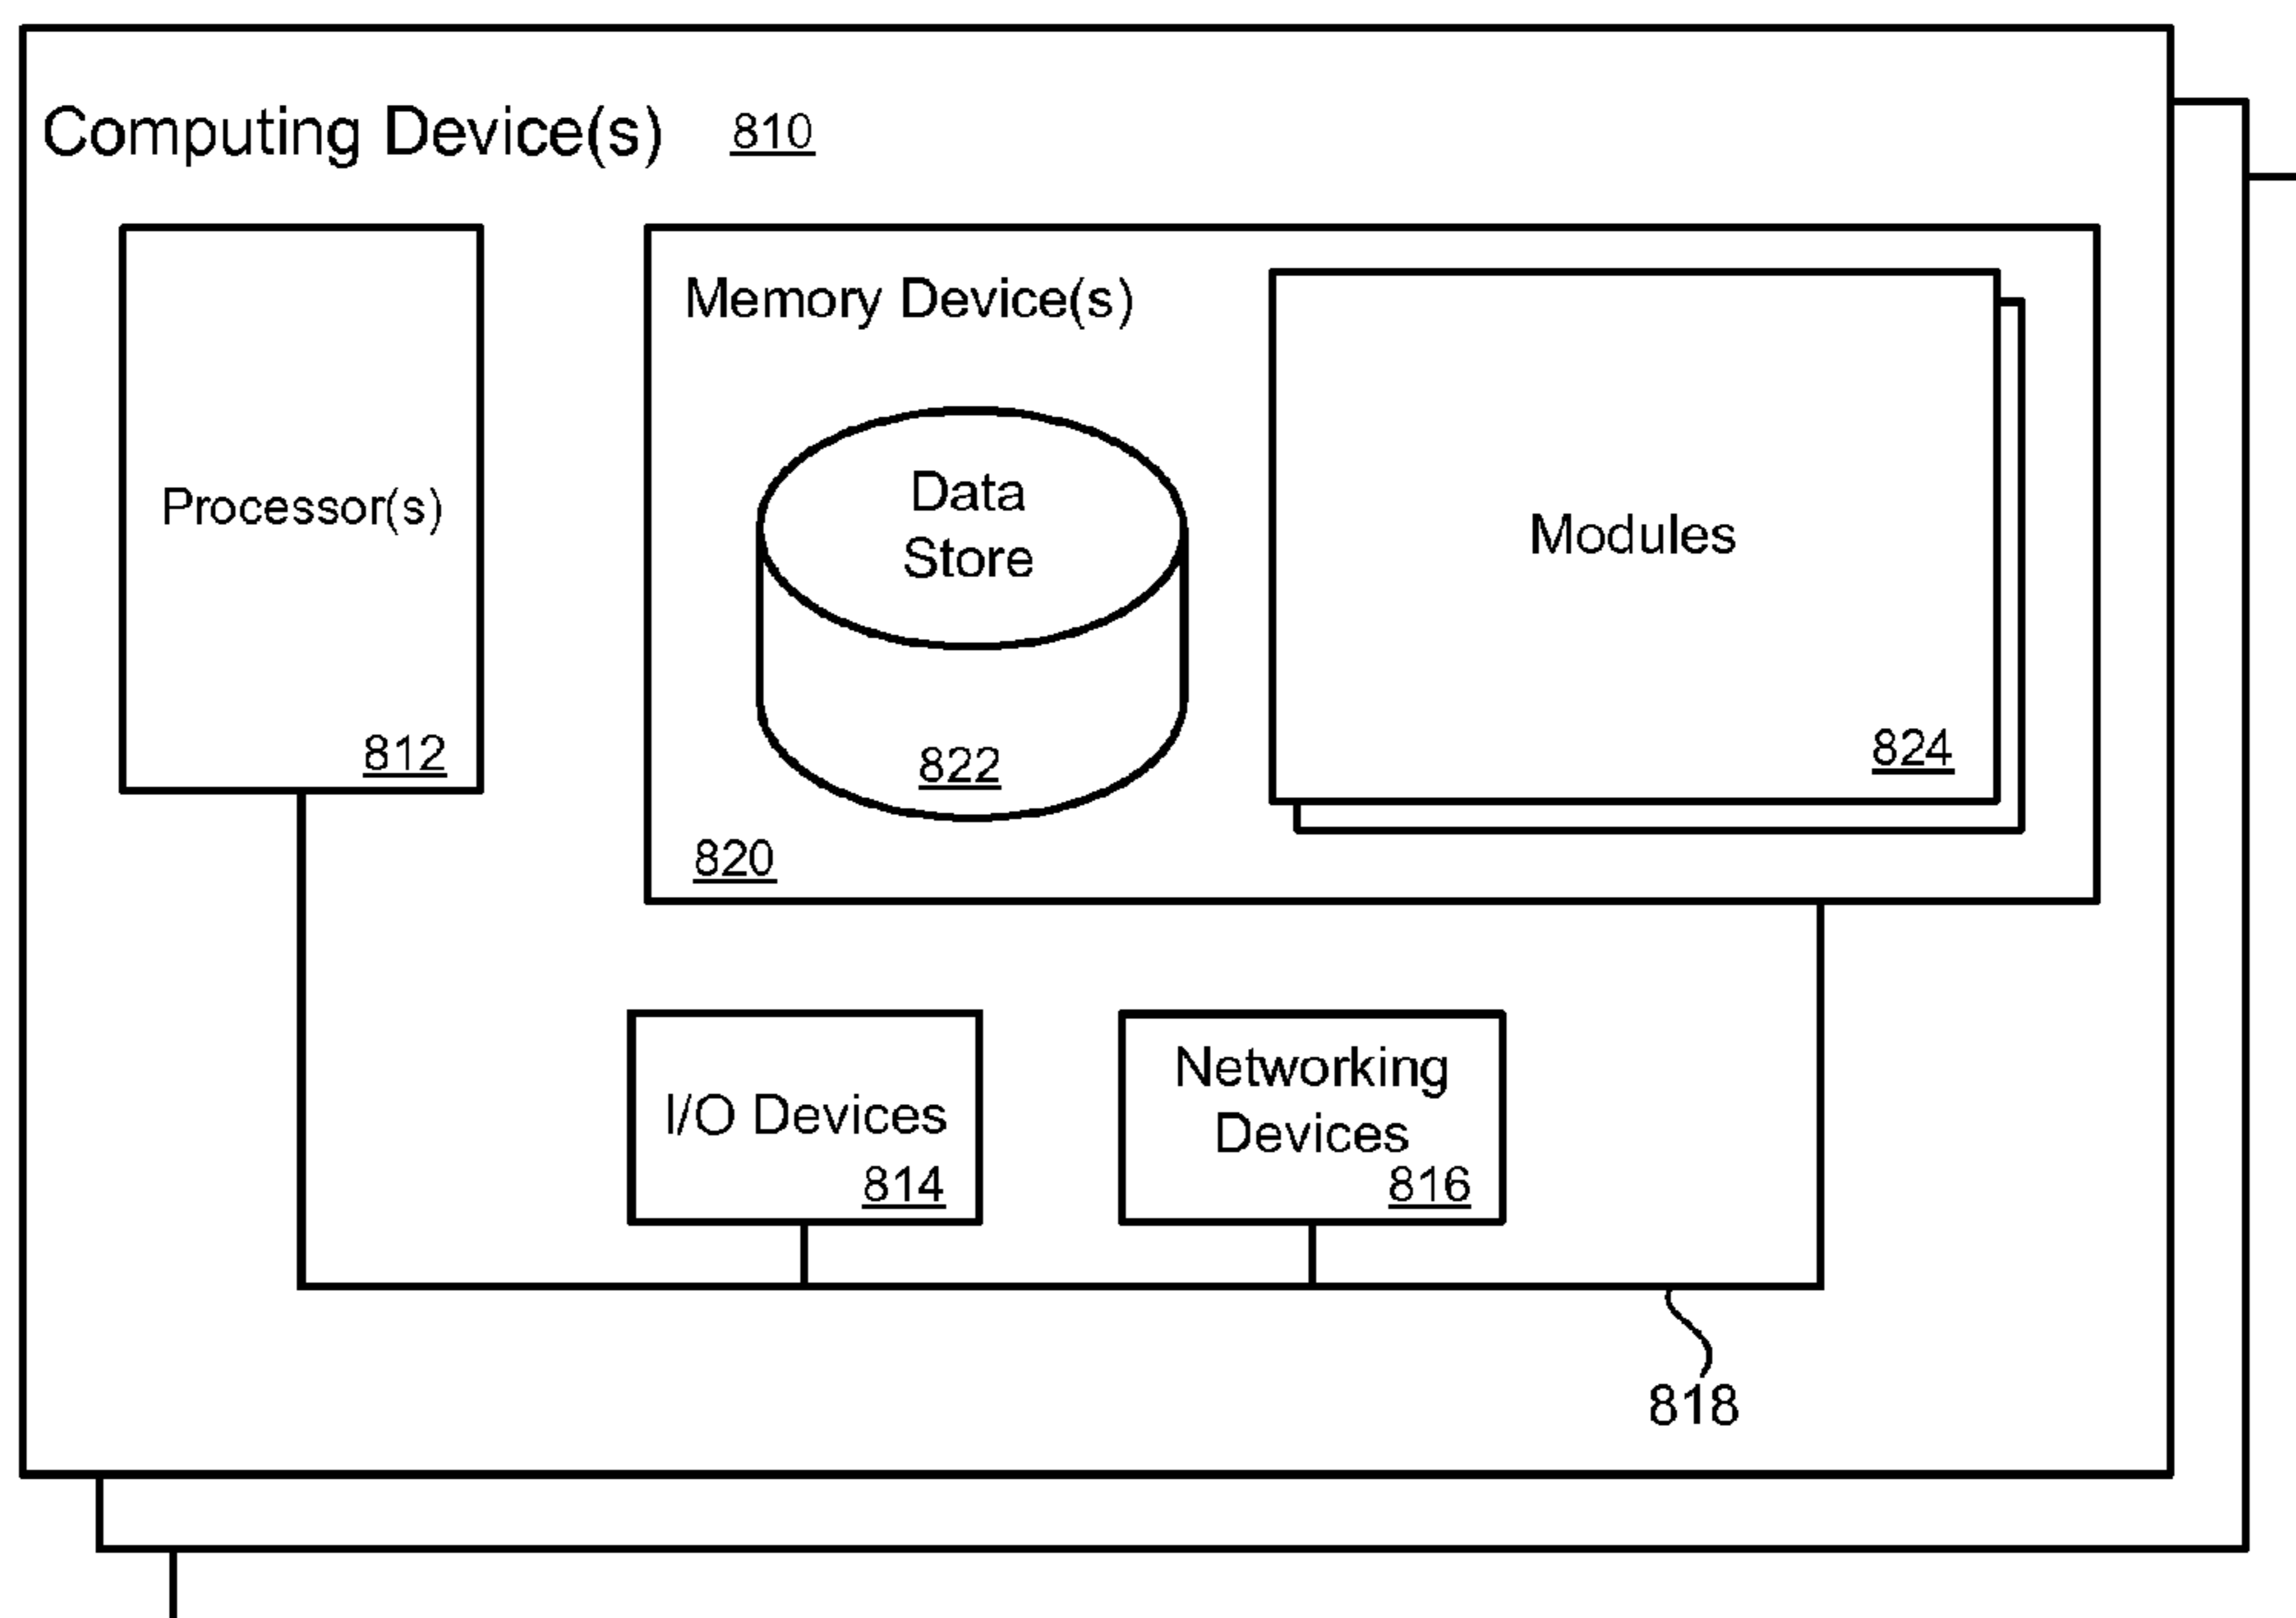 Computing Device(s) 810
Processor(s)
812
Memory Device(s)
Data
Store
822
820
Modules
824
I/O Devices
814
Networking
Devices
816
818